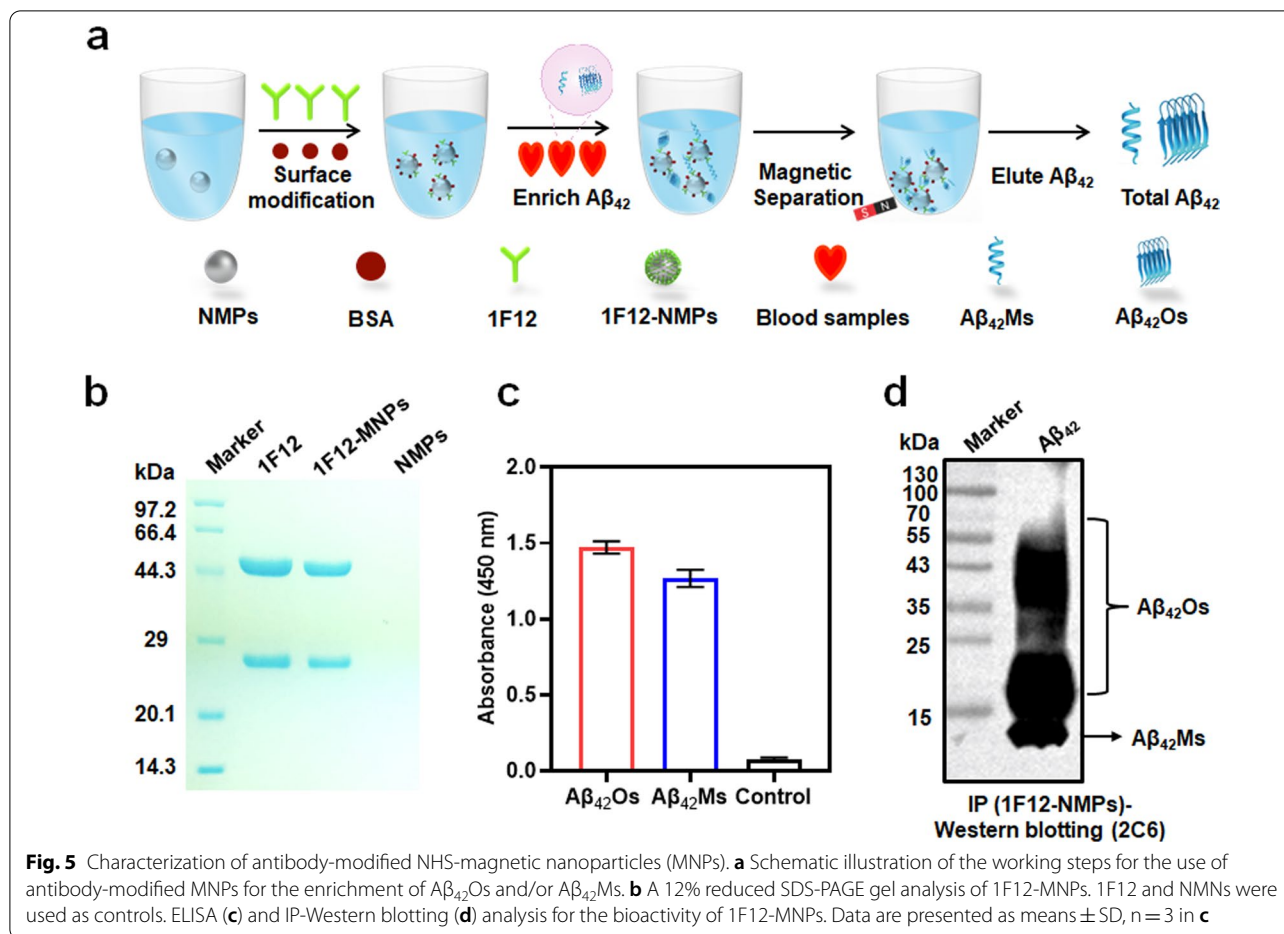 a
Surface
modification
Enrich Aβ₄₂
Magnetic
Separation
S N
Elute Aβ₄₂
Total Aβ₄₂
NMPs
BSA
1F12
1F12-NMPs
Blood samples
Aβ₄₂Ms
Aβ₄₂Os
b
kDa
Marker
1F12
1F12-MNPs
NMPs
97.2
66.4
44.3
29
20.1
14.3
c
Absorbance (450 nm)
2.0
1.5
1.0
0.5
0.0
Aβ₄₂Os
Aβ₄₂Ms
Control
d
kDa
Marker
Aβ₄₂
130
100
70
55
43
35
25
15
Aβ₄₂Os
Aβ₄₂Ms
IP (1F12-NMPs)-
Western blotting (2C6)
Fig. 5 Characterization of antibody-modified NHS-magnetic nanoparticles (MNPs). a Schematic illustration of the working steps for the use of
antibody-modified MNPs for the enrichment of Aβ₄₂Os and/or Aβ₄₂Ms. b A 12% reduced SDS-PAGE gel analysis of 1F12-MNPs. 1F12 and NMNs were
used as controls. ELISA (c) and IP-Western blotting (d) analysis for the bioactivity of 1F12-MNPs. Data are presented as means ± SD, n = 3 in c